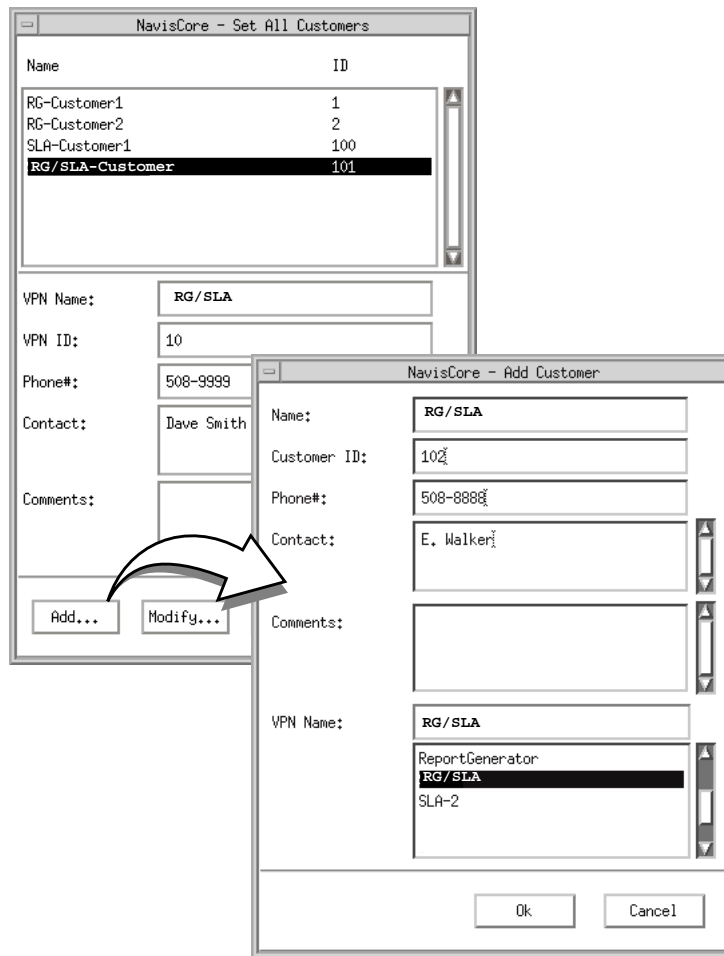 NavisCore - Set All Customers
Name ID
RG-Customer1 1
RG-Customer2 2
SLA-Customer1 100
RG/SLA-Customer 101
VPN Name: RG/SLA
VPN ID: 10
Phone#: 508-9999
Contact: Dave Smith
Comments:
Add... Modify...
NavisCore - Add Customer
Name: RG/SLA
Customer ID: 102
Phone#: 508-8888
Contact: E. Walker
Comments:
VPN Name: RG/SLA
ReportGenerator
RG/SLA
SLA-2
Ok Cancel